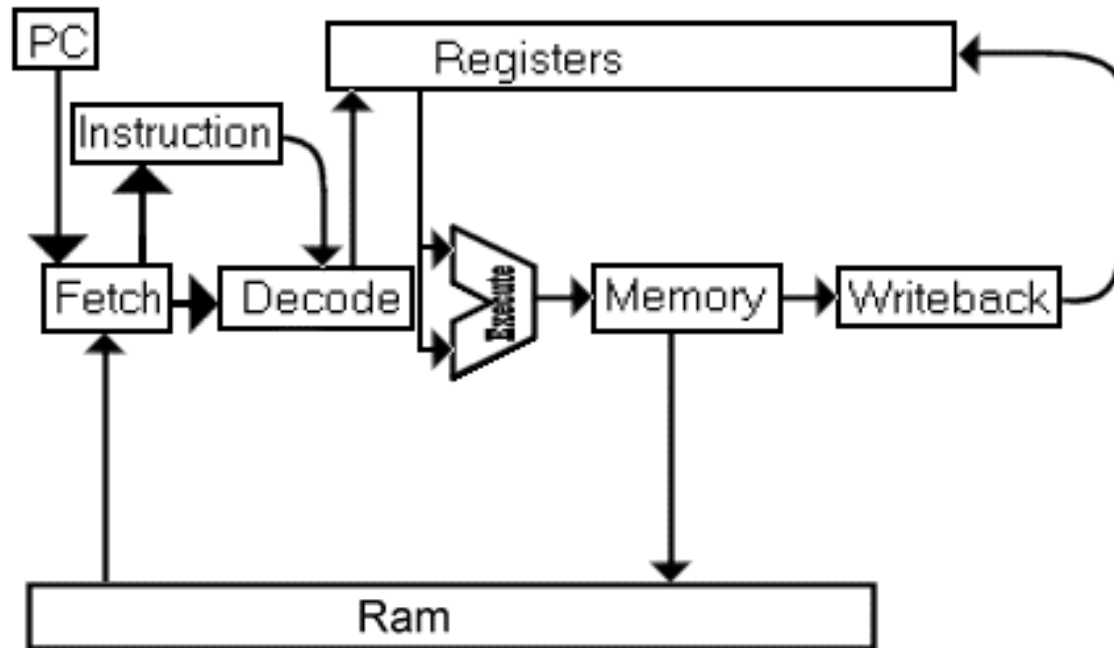 PC
Registers
Instruction
Fetch
Decode
Execute
Memory
Writeback
Ram